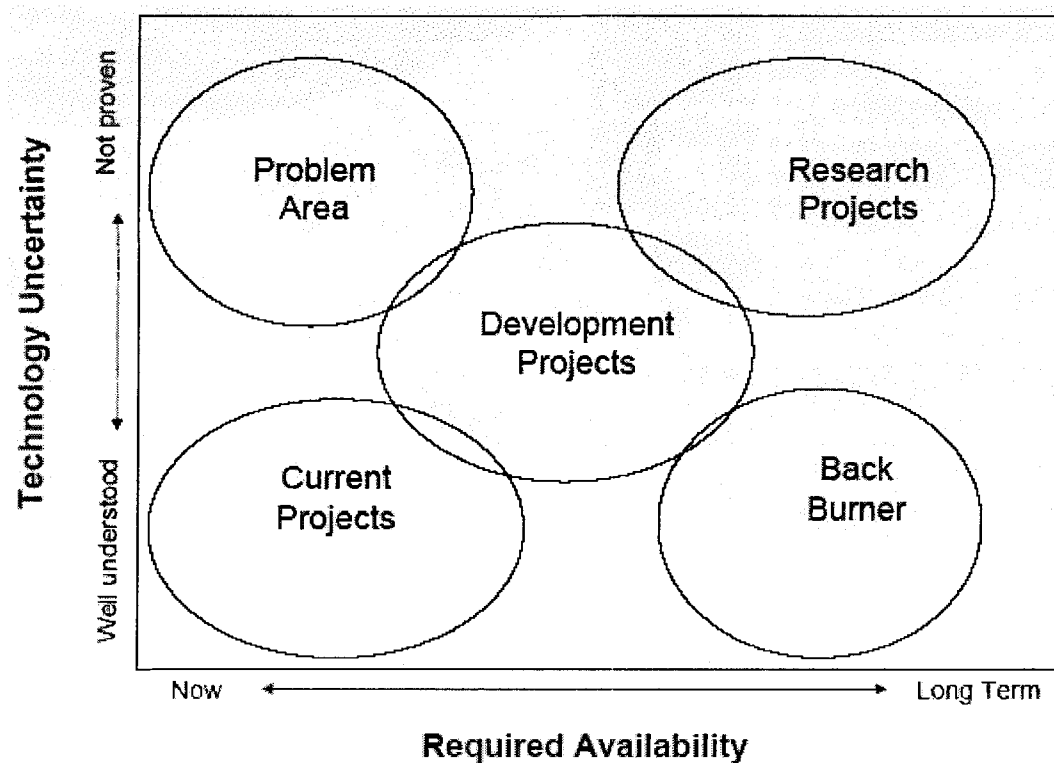 Technology Uncertainty
Not proven
Well understood
Problem
Area
Research
Projects
Development
Projects
Current
Projects
Back
Burner
Now
Long Term
Required Availability